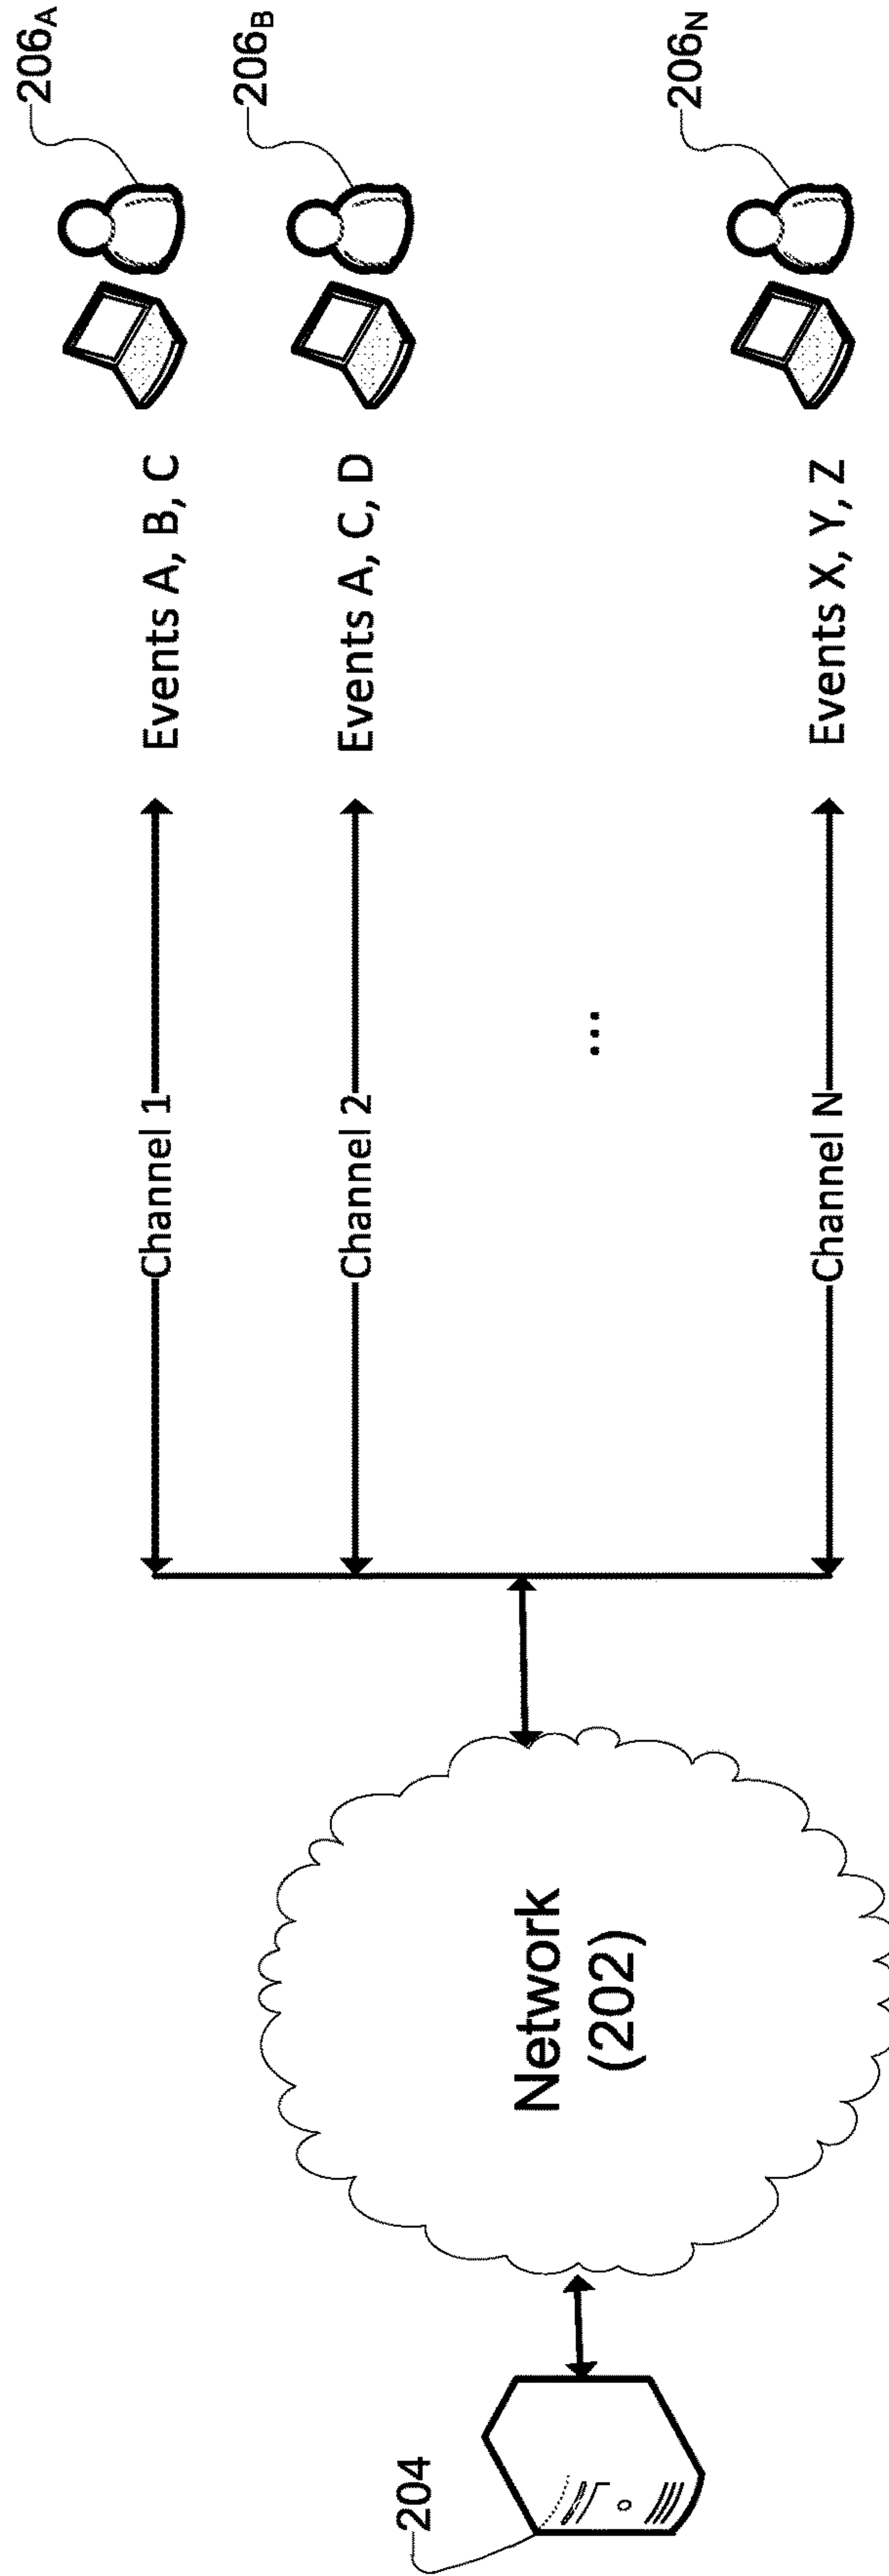 206A
Channel 1
Events A, B, C
206B
Channel 2
Events A, C, D
204
Network
(202)
...
206N
Channel N
Events X, Y, Z